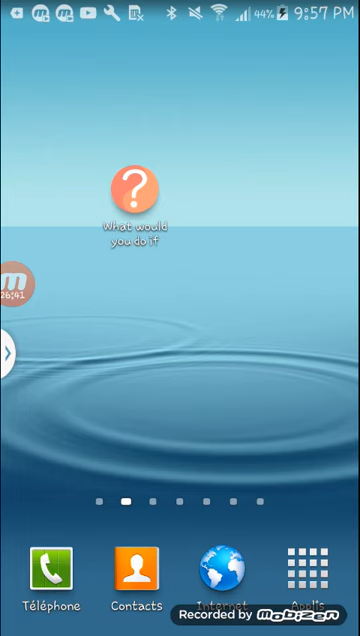 44% 9:57 PM
?
What would
you do if
m
26:41
Téléphone Contacts Internet Applis
Recorded by mobizen